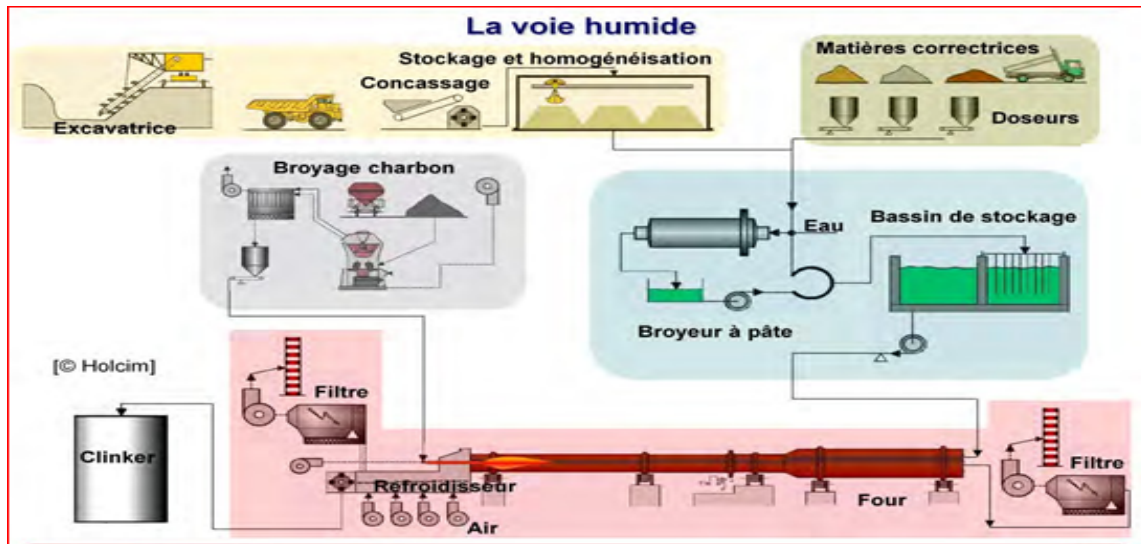 La voie humide
Matières correctrices
Stockage et homogénéisation
Concassage
Excavatrice
Doseurs
Broyage charbon
Eau
Bassin de stockage
Broyeur à pâte
[© Holcim]
Filtre
Clinker
Filtre
Refroidisseur
Four
Air